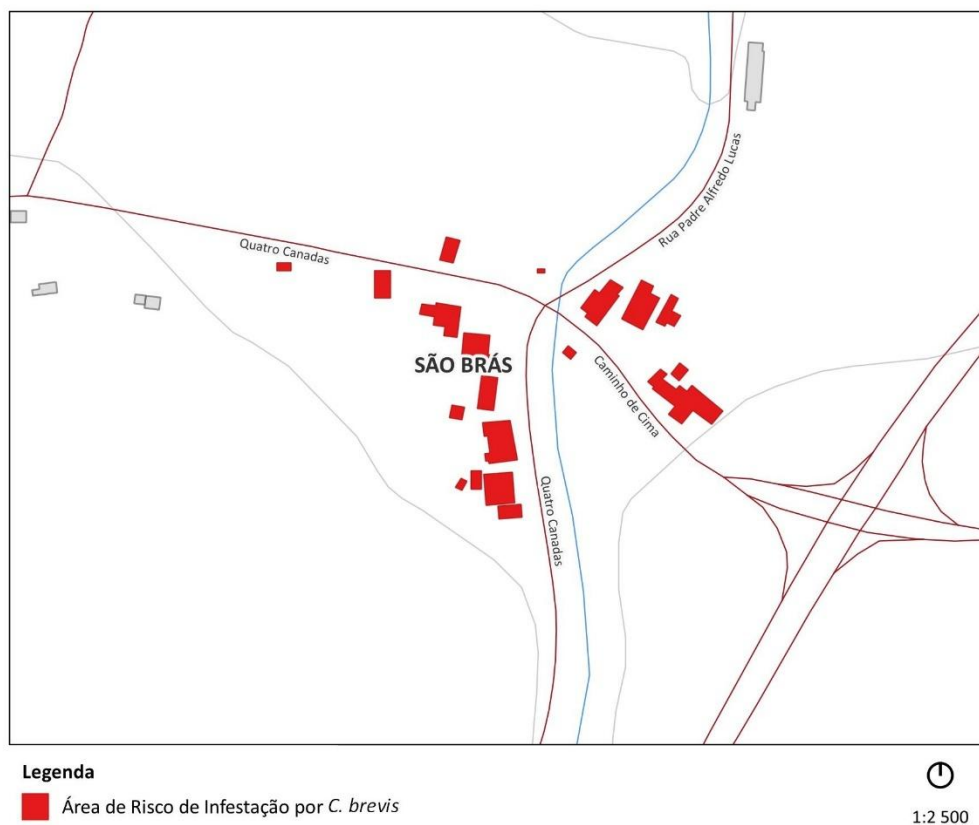 Rua Padre Alfredo Lucas
Quatro Canadas
SÃO BRÁS
Caminho de Cima
Quatro Canadas
Legenda
Área de Risco de Infestação por C. brevis
1:2 500